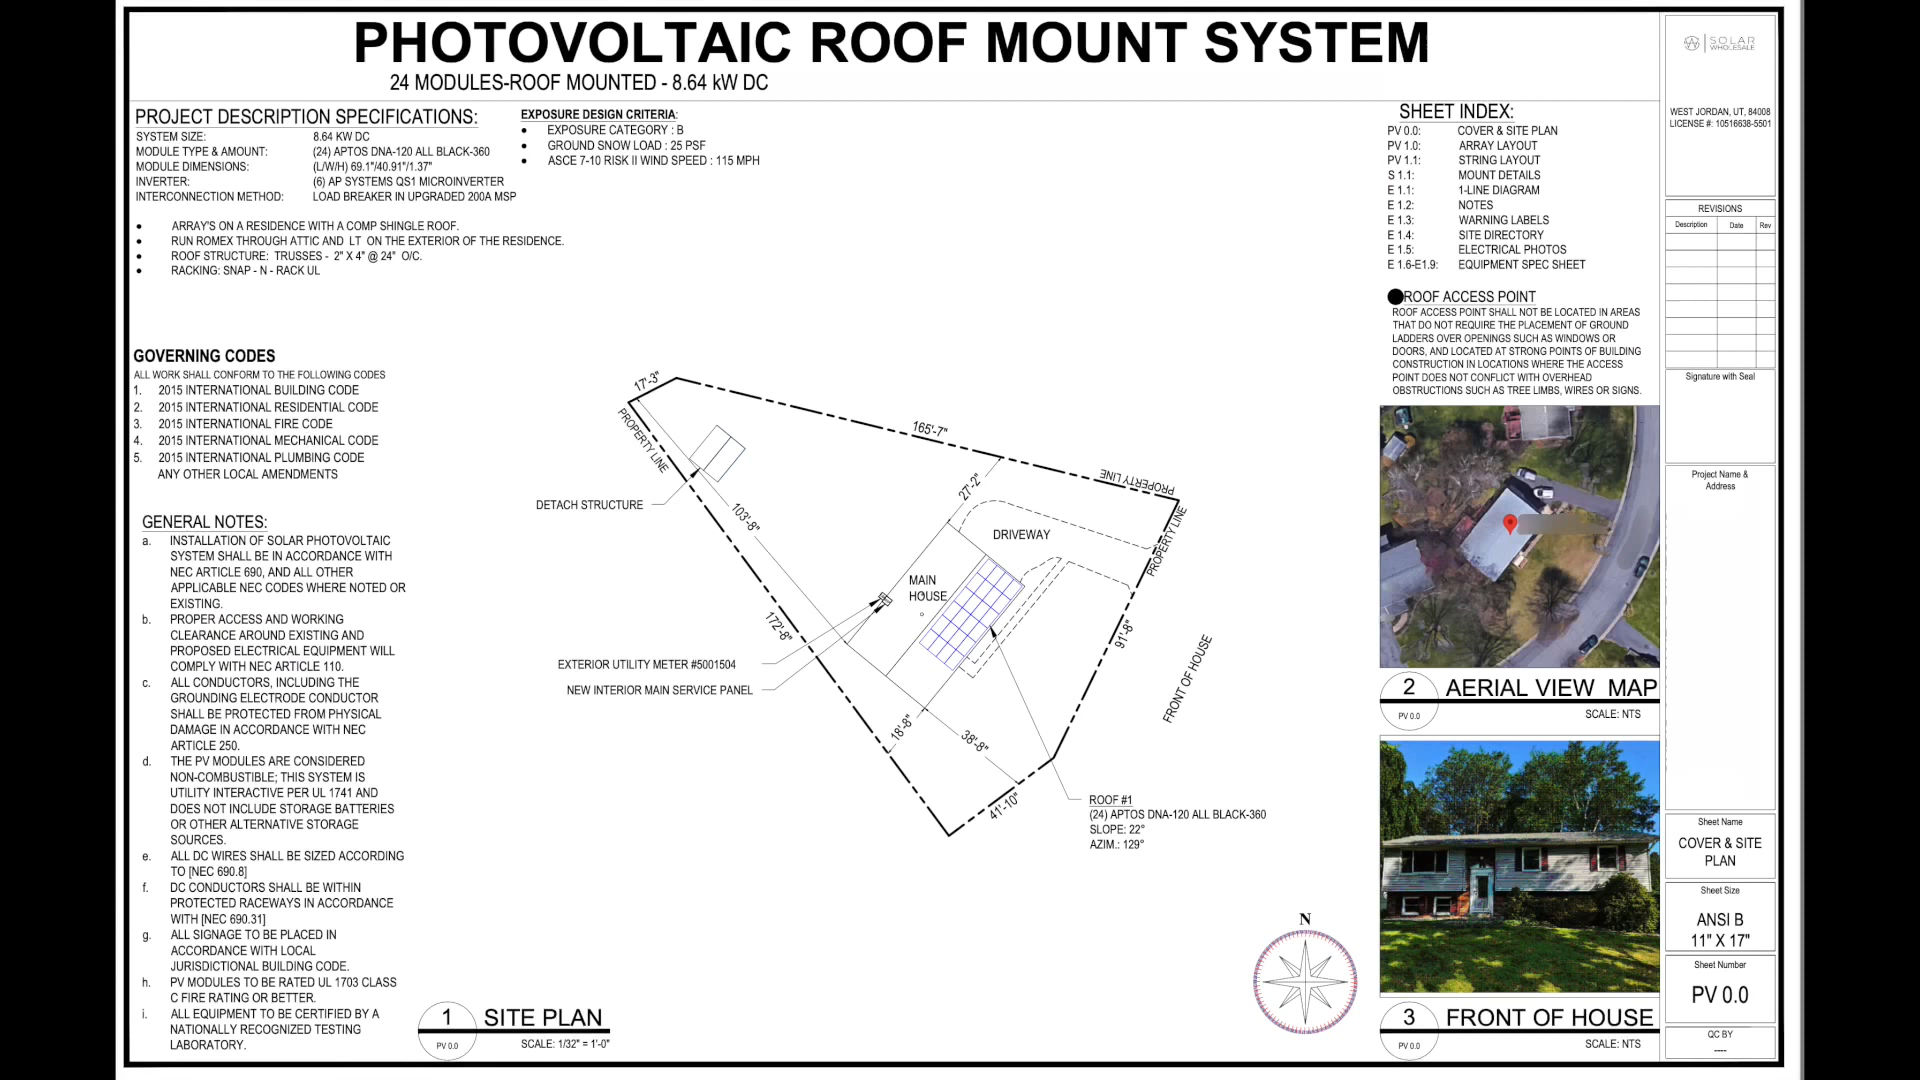 PHOTOVOLTAIC ROOF MOUNT SYSTEM
24 MODULES-ROOF MOUNTED - 8.64 kW DC
PROJECT DESCRIPTION SPECIFICATIONS:
SYSTEM SIZE: 8.64 KW DC
MODULE TYPE & AMOUNT: (24) APTOS DNA-120 ALL BLACK-360
MODULE DIMENSIONS: (L/W/H) 69.1"/40.91"/1.37"
INVERTER: (6) AP SYSTEMS QS1 MICROINVERTER
INTERCONNECTION METHOD: LOAD BREAKER IN UPGRADED 200A MSP
• ARRAY'S ON A RESIDENCE WITH A COMP SHINGLE ROOF.
• RUN ROMEX THROUGH ATTIC AND LT ON THE EXTERIOR OF THE RESIDENCE.
• ROOF STRUCTURE: TRUSSES - 2" X 4" @ 24" O/C.
• RACKING: SNAP - N - RACK UL
EXPOSURE DESIGN CRITERIA:
• EXPOSURE CATEGORY : B
• GROUND SNOW LOAD : 25 PSF
• ASCE 7-10 RISK II WIND SPEED : 115 MPH
GOVERNING CODES
ALL WORK SHALL CONFORM TO THE FOLLOWING CODES
1. 2015 INTERNATIONAL BUILDING CODE
2. 2015 INTERNATIONAL RESIDENTIAL CODE
3. 2015 INTERNATIONAL FIRE CODE
4. 2015 INTERNATIONAL MECHANICAL CODE
5. 2015 INTERNATIONAL PLUMBING CODE
ANY OTHER LOCAL AMENDMENTS
GENERAL NOTES:
a. INSTALLATION OF SOLAR PHOTOVOLTAIC
SYSTEM SHALL BE IN ACCORDANCE WITH
NEC ARTICLE 690, AND ALL OTHER
APPLICABLE NEC CODES WHERE NOTED OR
EXISTING.
b. PROPER ACCESS AND WORKING
CLEARANCE AROUND EXISTING AND
PROPOSED ELECTRICAL EQUIPMENT WILL
COMPLY WITH NEC ARTICLE 110.
c. ALL CONDUCTORS, INCLUDING THE
GROUNDING ELECTRODE CONDUCTOR
SHALL BE PROTECTED FROM PHYSICAL
DAMAGE IN ACCORDANCE WITH NEC
ARTICLE 250.
d. THE PV MODULES ARE CONSIDERED
NON-COMBUSTIBLE; THIS SYSTEM IS
UTILITY INTERACTIVE PER UL 1741 AND
DOES NOT INCLUDE STORAGE BATTERIES
OR OTHER ALTERNATIVE STORAGE
SOURCES.
e. ALL DC WIRES SHALL BE SIZED ACCORDING
TO [NEC 690.8]
f. DC CONDUCTORS SHALL BE WITHIN
PROTECTED RACEWAYS IN ACCORDANCE
WITH [NEC 690.31]
g. ALL SIGNAGE TO BE PLACED IN
ACCORDANCE WITH LOCAL
JURISDICTIONAL BUILDING CODE.
h. PV MODULES TO BE RATED UL 1703 CLASS
C FIRE RATING OR BETTER.
i. ALL EQUIPMENT TO BE CERTIFIED BY A
NATIONALLY RECOGNIZED TESTING
LABORATORY.
17'-3"
PROPERTY LINE
165'-7"
PROPERTY LINE
PROPERTY LINE
27'-2"
DETACH STRUCTURE
103'-8"
DRIVEWAY
MAIN
HOUSE
172'-8"
91'-8"
FRONT OF HOUSE
EXTERIOR UTILITY METER #5001504
NEW INTERIOR MAIN SERVICE PANEL
18'-8"
38'-8"
41'-10"
ROOF #1
(24) APTOS DNA-120 ALL BLACK-360
SLOPE: 22°
AZIM.: 129°
N
1
PV 0.0
SITE PLAN
SCALE: 1/32" = 1'-0"
SHEET INDEX:
PV 0.0: COVER & SITE PLAN
PV 1.0: ARRAY LAYOUT
PV 1.1: STRING LAYOUT
S 1.1: MOUNT DETAILS
E 1.1: 1-LINE DIAGRAM
E 1.2: NOTES
E 1.3: WARNING LABELS
E 1.4: SITE DIRECTORY
E 1.5: ELECTRICAL PHOTOS
E 1.6-E1.9: EQUIPMENT SPEC SHEET
ROOF ACCESS POINT
ROOF ACCESS POINT SHALL NOT BE LOCATED IN AREAS
THAT DO NOT REQUIRE THE PLACEMENT OF GROUND
LADDERS OVER OPENINGS SUCH AS WINDOWS OR
DOORS, AND LOCATED AT STRONG POINTS OF BUILDING
CONSTRUCTION IN LOCATIONS WHERE THE ACCESS
POINT DOES NOT CONFLICT WITH OVERHEAD
OBSTRUCTIONS SUCH AS TREE LIMBS, WIRES OR SIGNS.
2
PV 0.0
AERIAL VIEW MAP
SCALE: NTS
3
PV 0.0
FRONT OF HOUSE
SCALE: NTS
SOLAR
WHOLESALE
WEST JORDAN, UT, 84008
LICENSE #: 10516638-5501
REVISIONS
Description Date Rev
Signature with Seal
Project Name &
Address
Sheet Name
COVER & SITE
PLAN
Sheet Size
ANSI B
11" X 17"
Sheet Number
PV 0.0
QC BY
----